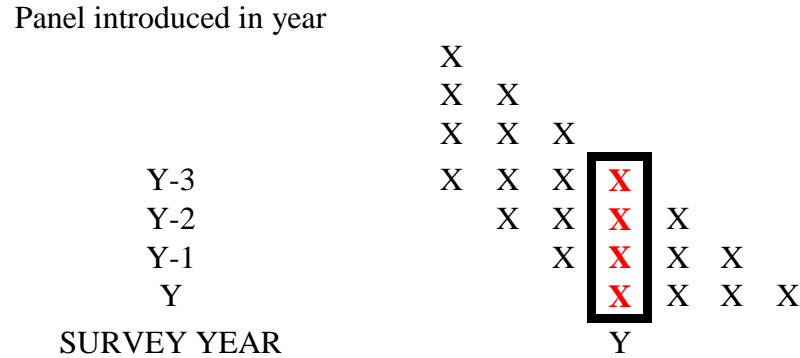 Panel introduced in year
X
X X
X X X
Y-3 X X X X
Y-2 X X X X
Y-1 X X X X
Y X X X X
SURVEY YEAR Y